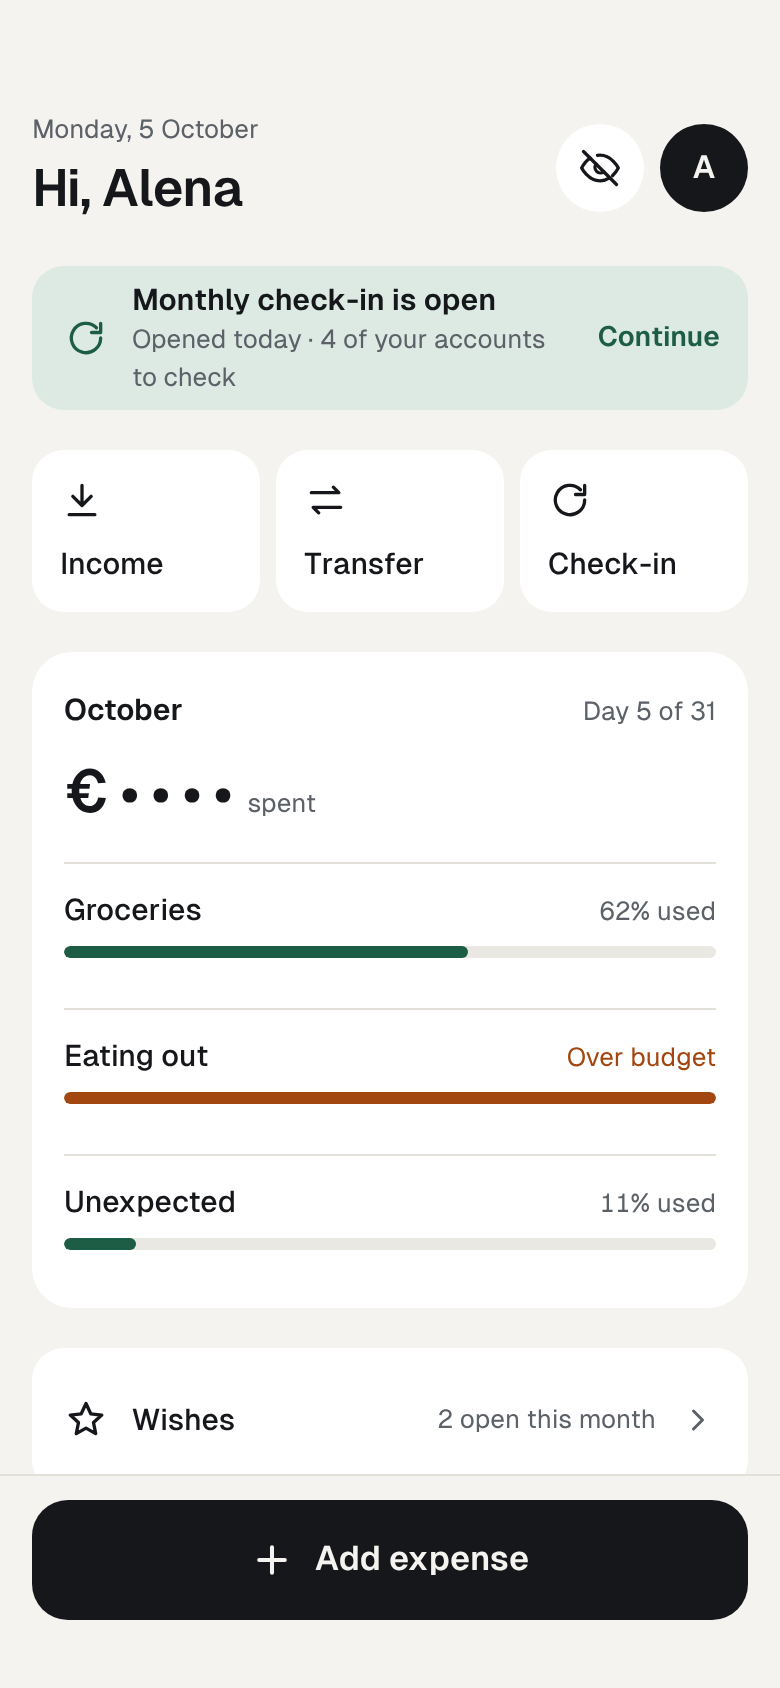 Monday, 5 October
Hi, Alena
A
Monthly check-in is open
Opened today · 4 of your accounts
to check
Continue
Income
Transfer
Check-in
October
Day 5 of 31
€ •••• spent
Groceries
62% used
Eating out
Over budget
Unexpected
11% used
Wishes
2 open this month
Add expense